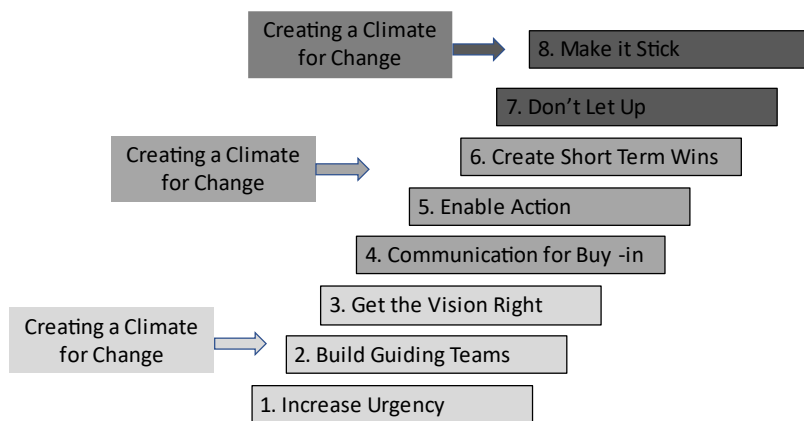 Creating a Climate
for Change
8. Make it Stick
7. Don't Let Up
Creating a Climate
for Change
6. Create Short Term Wins
5. Enable Action
4. Communication for Buy -in
3. Get the Vision Right
Creating a Climate
for Change
2. Build Guiding Teams
1. Increase Urgency